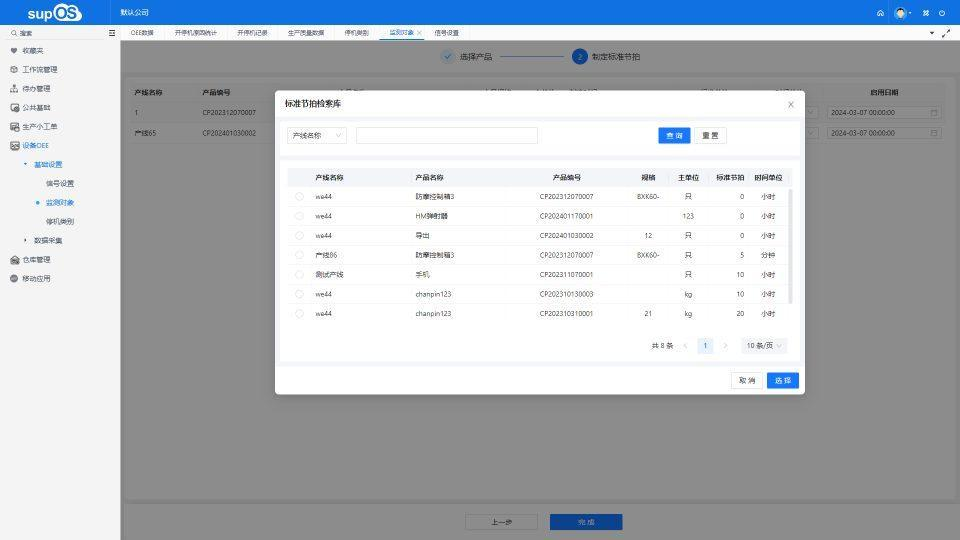 supOS
默认公司
搜索
OEE数据 开停机原因统计 开停机记录 生产质量数据 停机类别 监测对象 信号设置
收藏夹
工作流管理
待办管理
公共基础
生产小工单
设备OEE
基础设置
信号设置
监测对象
停机类别
数据采集
仓库管理
移动应用
选择产品 2 制定标准节拍
产线名称 产品编号 启用日期
1 CP202312070007 2024-03-07 00:00:00
产线65 CP202401030002 2024-03-07 00:00:00
标准节拍检案库
产线名称 查 询 重 置
产线名称 产品名称 产品编号 规格 主单位 标准节拍 时间单位
we44 防摩控制箱3 CP202312070007 BXK60- 只 0 小时
we44 HM弹射器 CP202401170001 123 0 小时
we44 导出 CP202401030002 12 只 0 小时
产线86 防摩控制箱3 CP202312070007 BXK60- 只 5 分钟
测试产线 手机 CP202311070001 只 10 小时
we44 chanpin123 CP202310130003 kg 10 小时
we44 chanpin123 CP202310310001 21 kg 20 小时
共 8 条 1 10 条/页
取 消 选 择
上一步 完 成